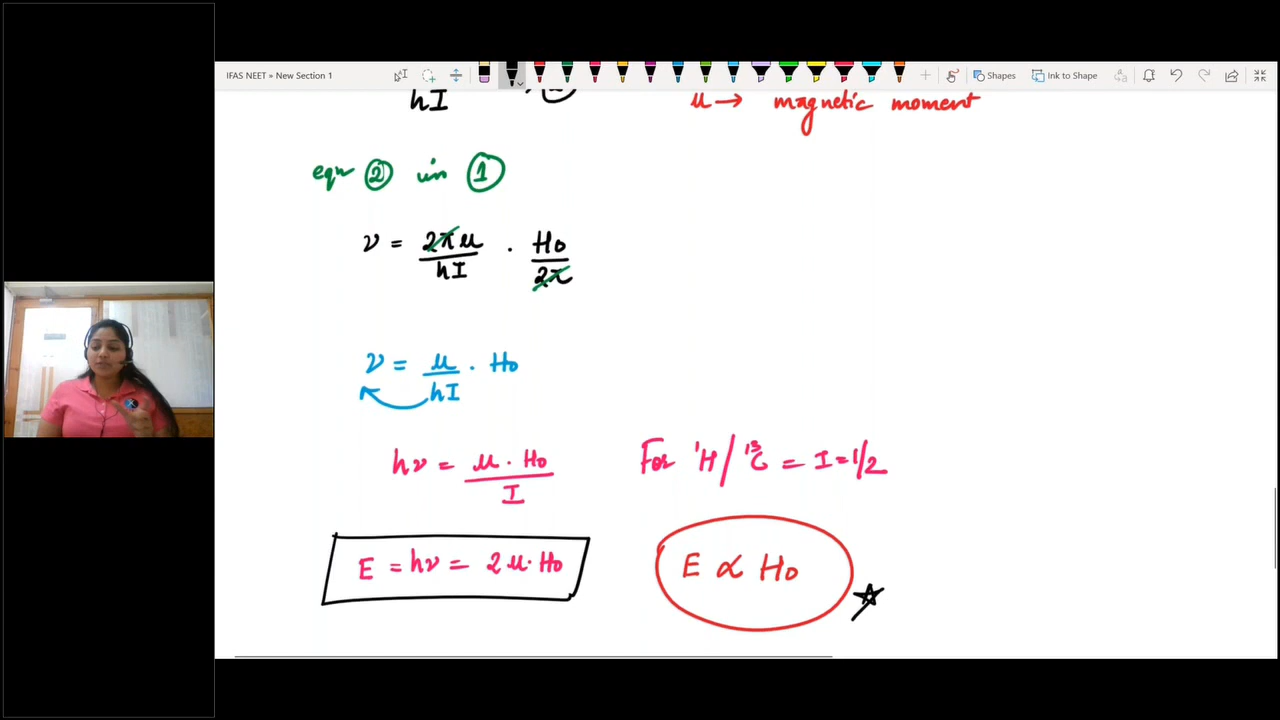 IFAS NEET » New Section 1
Shapes
Ink to Shape
hI
μ → magnetic moment
eqn ② in ①
ν = 2πμ/hI · Ho/2π
ν = μ/hI · Ho
hν = μ · Ho/I
For ¹H/¹³C = I=1/2
E = hν = 2μ·Ho
E ∝ Ho